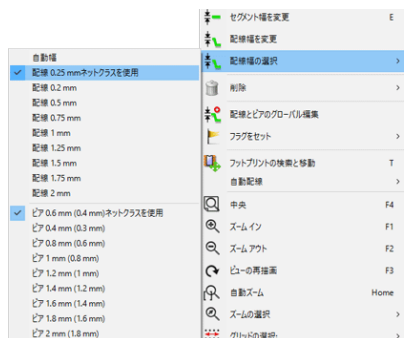 セグメント幅を変更 E
配線幅を変更
配線幅の選択 >
削除 >
配線とビアのグローバル編集
フラグをセット >
フットプリントの検索と移動 T
自動配線 >
中央 F4
ズーム イン F1
ズーム アウト F2
ビューの再描画 F3
自動ズーム Home
ズームの選択 >
グリッドの選択: >
自動幅
配線 0.25 mmネットクラスを使用
配線 0.2 mm
配線 0.5 mm
配線 0.75 mm
配線 1 mm
配線 1.25 mm
配線 1.5 mm
配線 1.75 mm
配線 2 mm
ビア 0.6 mm (0.4 mm)ネットクラスを使用
ビア 0.4 mm (0.3 mm)
ビア 0.8 mm (0.6 mm)
ビア 1 mm (0.8 mm)
ビア 1.2 mm (1 mm)
ビア 1.4 mm (1.2 mm)
ビア 1.6 mm (1.4 mm)
ビア 1.8 mm (1.6 mm)
ビア 2 mm (1.8 mm)